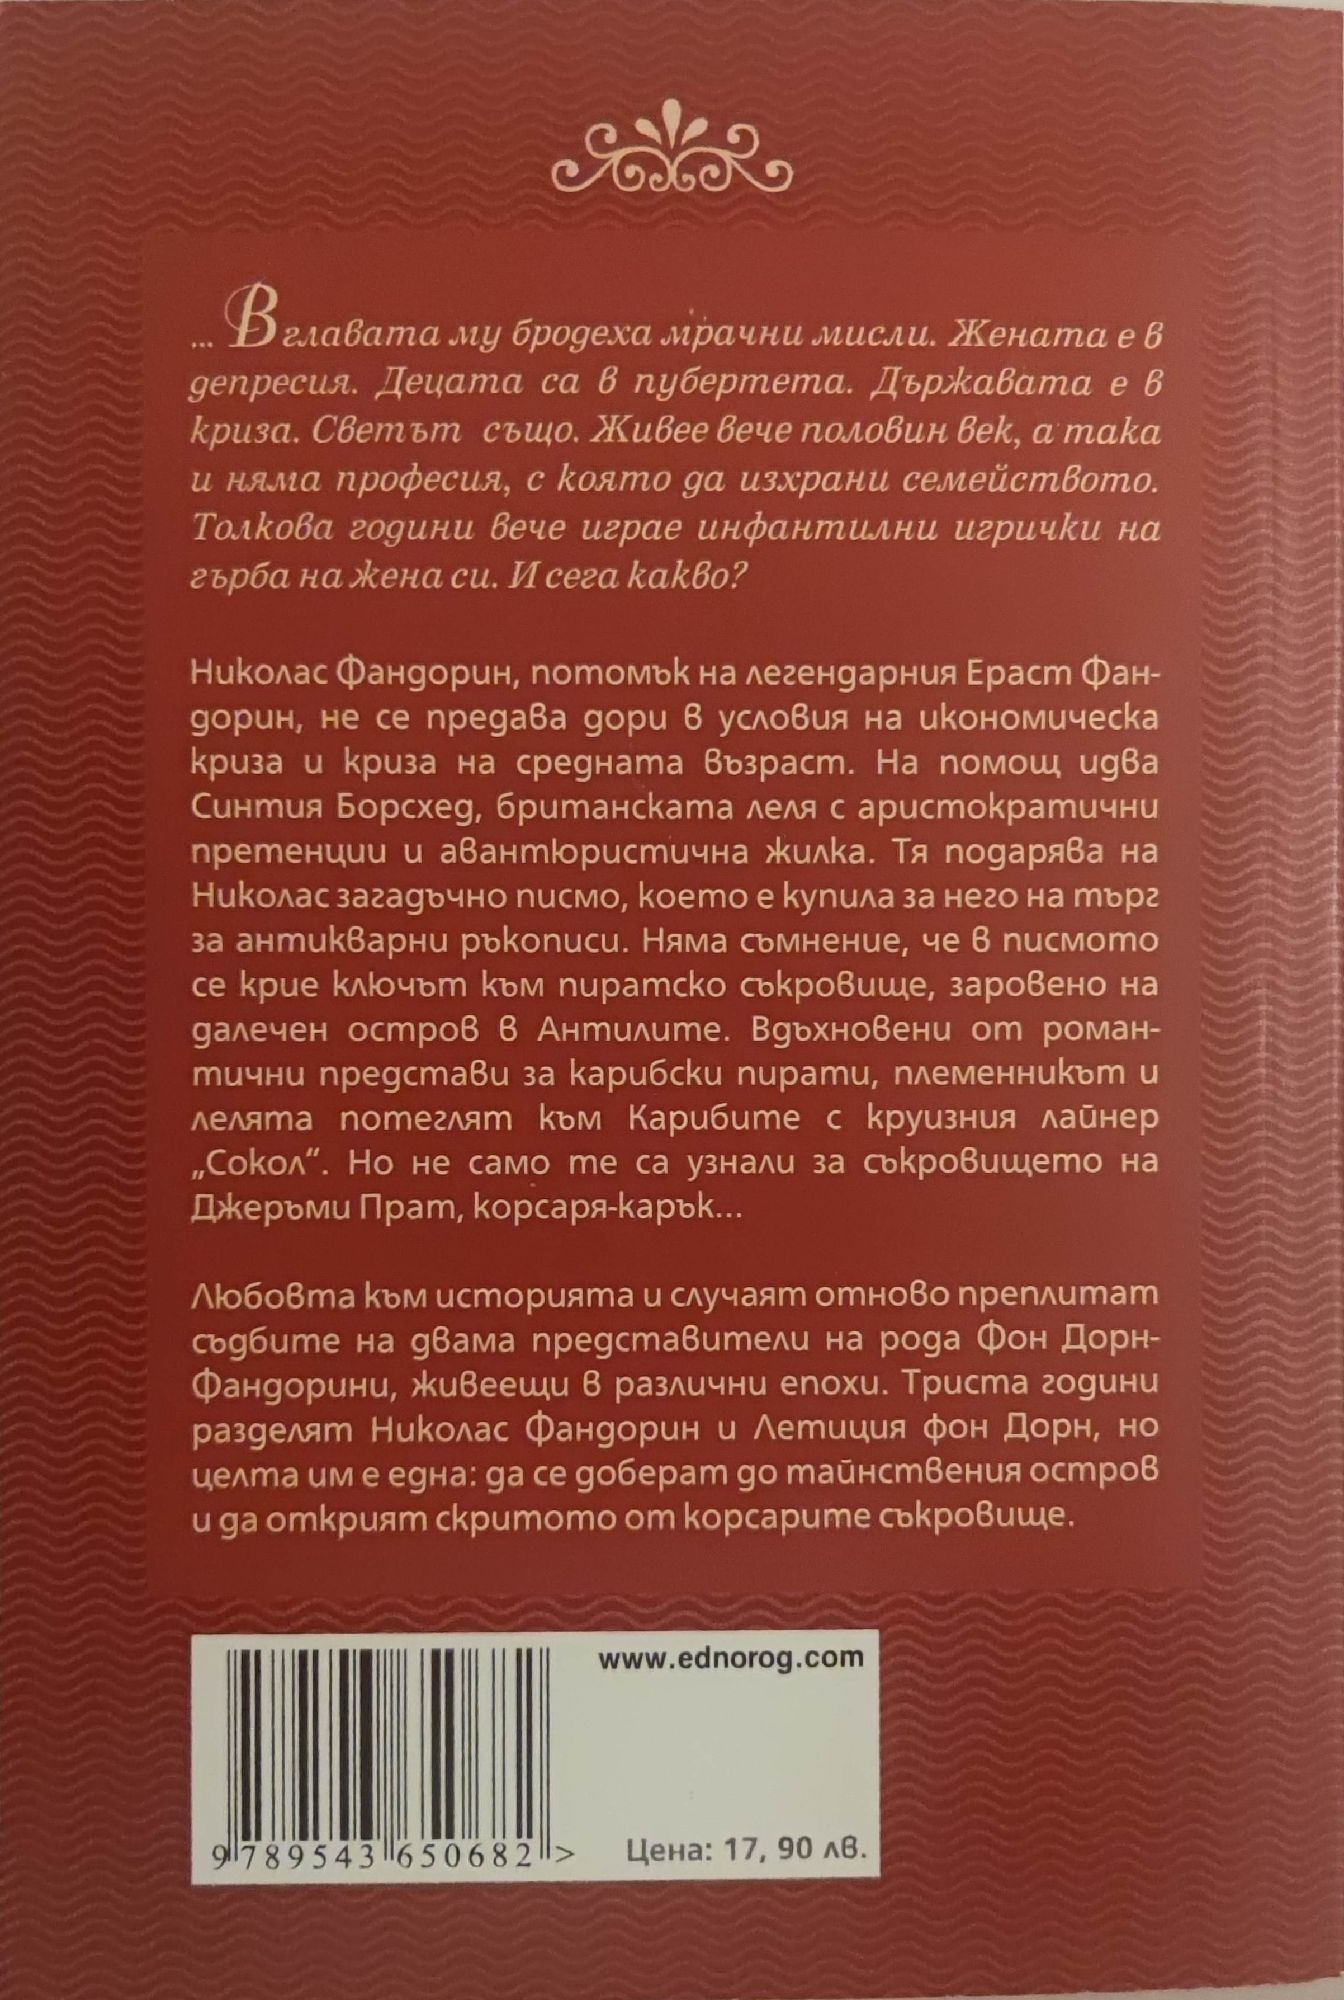 ... В главата му бродеха мрачни мисли. Жената е в
депресия. Децата са в пубертета. Държавата е в
криза. Светът също. Живее вече половин век, а така
и няма професия, с която да изхрани семейството.
Толкова години вече играе инфантилни игрички на
гърба на жена си. И сега какво?
Николас Фандорин, потомък на легендарния Ераст Фан-
дорин, не се предава дори в условия на икономическа
криза и криза на средната възраст. На помощ идва
Синтия Борсхед, британската леля с аристократични
претенции и авантюристична жилка. Тя подарява на
Николас загадъчно писмо, което е купила за него на търг
за антикварни ръкописи. Няма съмнение, че в писмото
се крие ключът към пиратско съкровище, заровено на
далечен остров в Антилите. Вдъхновени от роман-
тични представи за карибски пирати, племенникът и
лелята потеглят към Карибите с круизния лайнер
„Сокол“. Но не само те са узнали за съкровището на
Джеръми Прат, корсаря-карък...
Любовта към историята и случаят отново преплитат
съдбите на двама представители на рода Фон Дорн-
Фандорини, живеещи в различни епохи. Триста години
разделят Николас Фандорин и Летиция фон Дорн, но
целта им е една: да се доберат до тайнствения остров
и да открият скритото от корсарите съкровище.
www.ednorog.com
9 789543 650682 >
Цена: 17, 90 лв.